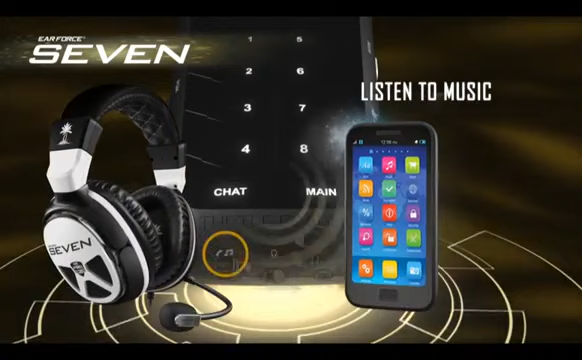 EAR FORCE
SEVEN
LISTEN TO MUSIC
1 5
2 6
3 7
4 8
CHAT MAIN
SEVEN